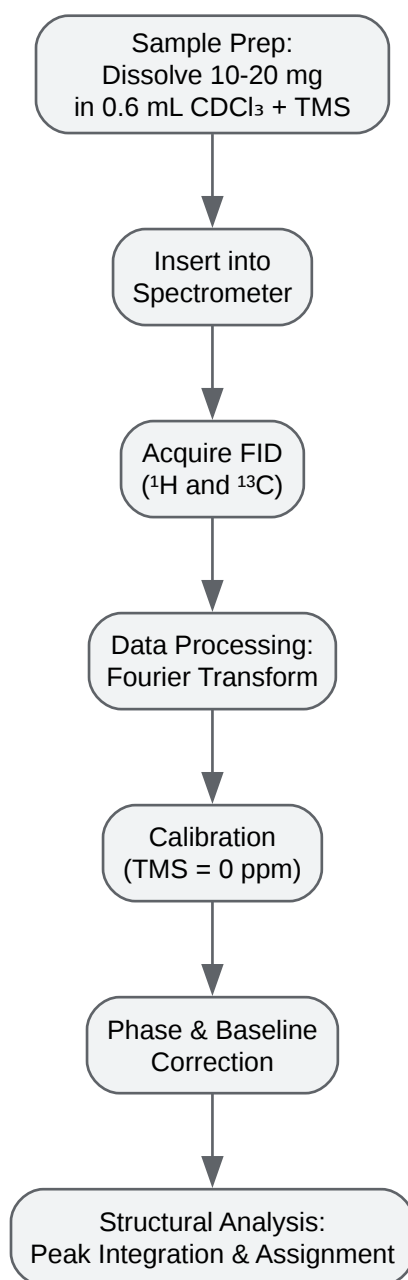 Sample Prep:
Dissolve 10-20 mg
in 0.6 mL CDCl₃ + TMS
Insert into
Spectrometer
Acquire FID
(¹H and ¹³C)
Data Processing:
Fourier Transform
Calibration
(TMS = 0 ppm)
Phase & Baseline
Correction
Structural Analysis:
Peak Integration & Assignment